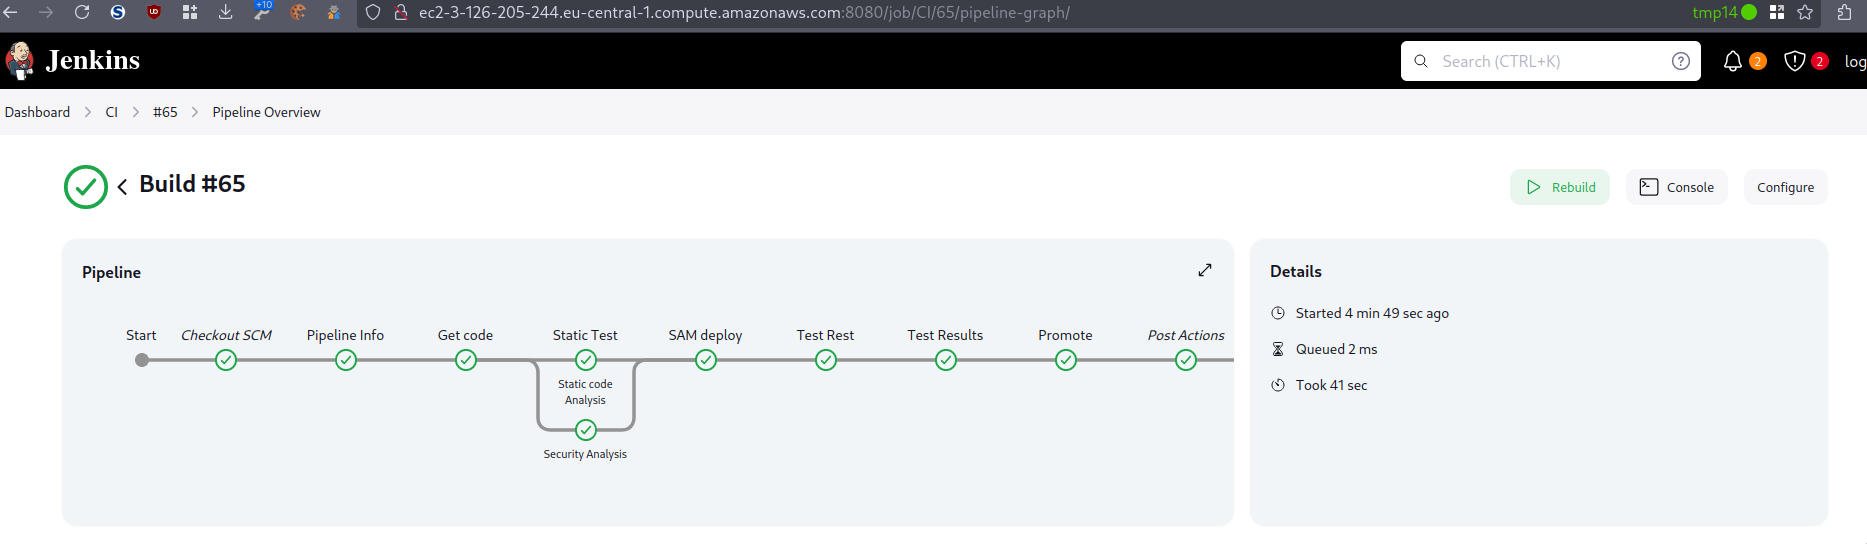 +10
ec2-3-126-205-244.eu-central-1.compute.amazonaws.com:8080/job/CI/65/pipeline-graph/
tmp14
Jenkins
Search (CTRL+K)
2
2
log
Dashboard > CI > #65 > Pipeline Overview
Build #65
Rebuild
Console
Configure
Pipeline
Start
Checkout SCM
Pipeline Info
Get code
Static Test
SAM deploy
Test Rest
Test Results
Promote
Post Actions
Static code
Analysis
Security Analysis
Details
Started 4 min 49 sec ago
Queued 2 ms
Took 41 sec